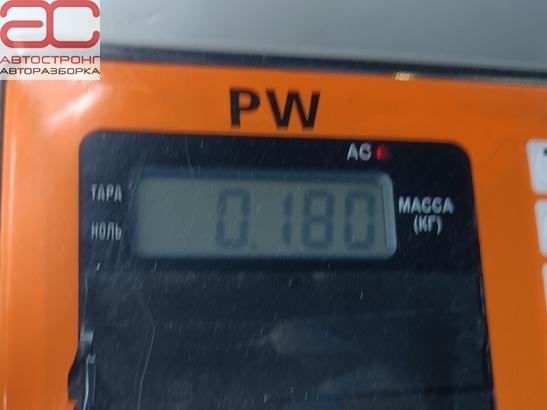 АС
АВТОСТРОНГ
АВТОРАЗБОРКА
PW
AC
ТАРА
НОЛЬ
0.180
МАССА
(КГ)